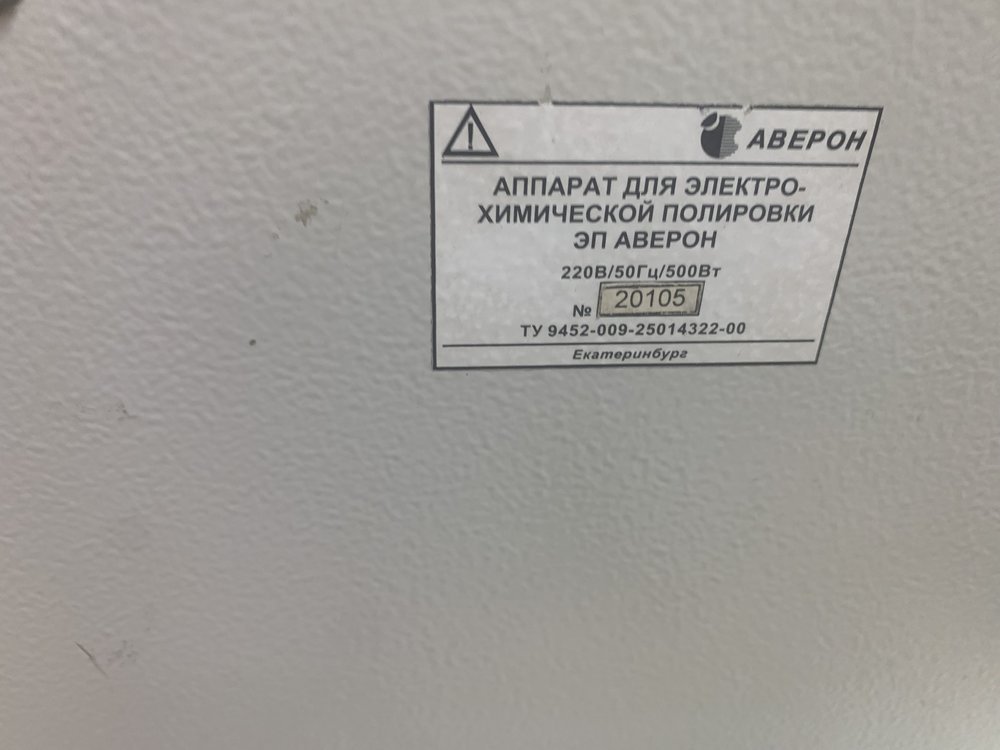 АВЕРОН
АППАРАТ ДЛЯ ЭЛЕКТРО-
ХИМИЧЕСКОЙ ПОЛИРОВКИ
ЭП АВЕРОН
220В/50Гц/500Вт
№ 20105
ТУ 9452-009-25014322-00
Екатеринбург